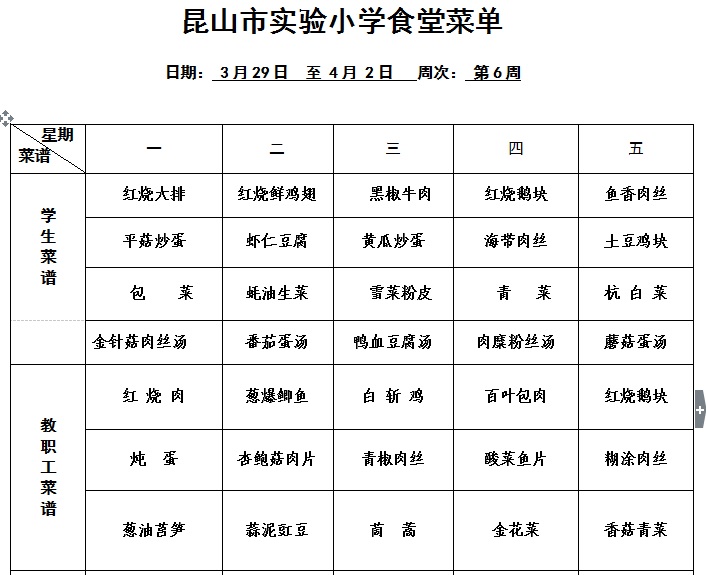 昆山市实验小学食堂菜单
日期: 3月29日 至 4月 2日 周次: 第6周
星期
菜谱 一 二 三 四 五
学生菜谱
红烧大排 红烧鲜鸡翅 黑椒牛肉 红烧鹅块 鱼香肉丝
平菇炒蛋 虾仁豆腐 黄瓜炒蛋 海带肉丝 土豆鸡块
包 菜 蚝油生菜 雪菜粉皮 青 菜 杭 白 菜
金针菇肉丝汤 番茄蛋汤 鸭血豆腐汤 肉糜粉丝汤 蘑菇蛋汤
教职工菜谱
红 烧 肉 葱爆鲫鱼 白 斩 鸡 百叶包肉 红烧鹅块
炖 蛋 杏鲍菇肉片 青椒肉丝 酸菜鱼片 糊涂肉丝
葱油莒笋 蒜泥豇豆 茼 蒿 金花菜 香菇青菜